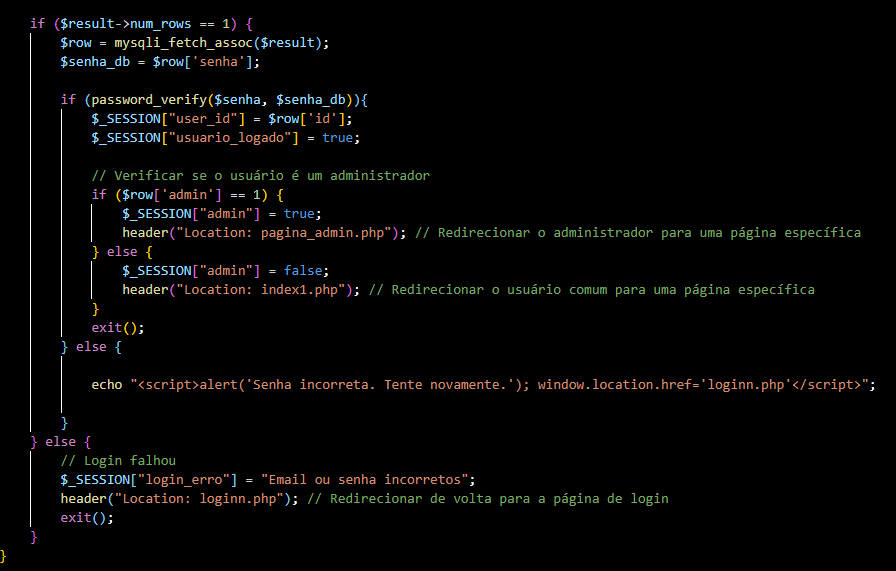 if ($result->num_rows == 1) {
$row = mysqli_fetch_assoc($result);
$senha_db = $row['senha'];
if (password_verify($senha, $senha_db)){
$_SESSION["user_id"] = $row['id'];
$_SESSION["usuario_logado"] = true;
// Verificar se o usuário é um administrador
if ($row['admin'] == 1) {
$_SESSION["admin"] = true;
header("Location: pagina_admin.php"); // Redirecionar o administrador para uma página específica
} else {
$_SESSION["admin"] = false;
header("Location: index1.php"); // Redirecionar o usuário comum para uma página específica
}
exit();
} else {
echo "<script>alert('Senha incorreta. Tente novamente.'); window.location.href='loginn.php'</script>";
}
} else {
// Login falhou
$_SESSION["login_erro"] = "Email ou senha incorretos";
header("Location: loginn.php"); // Redirecionar de volta para a página de login
exit();
}
}